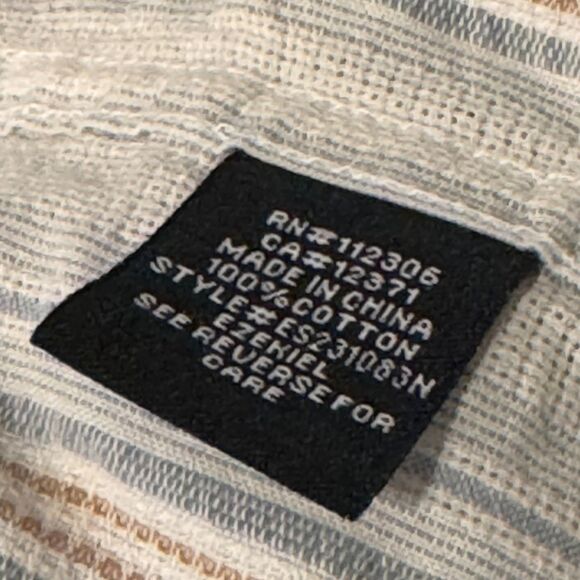 RN#112306
CA#12371
MADE IN CHINA
100%COTTON
STYLE#ES231083N
EZEKIEL
SEE REVERSE FOR
CARE